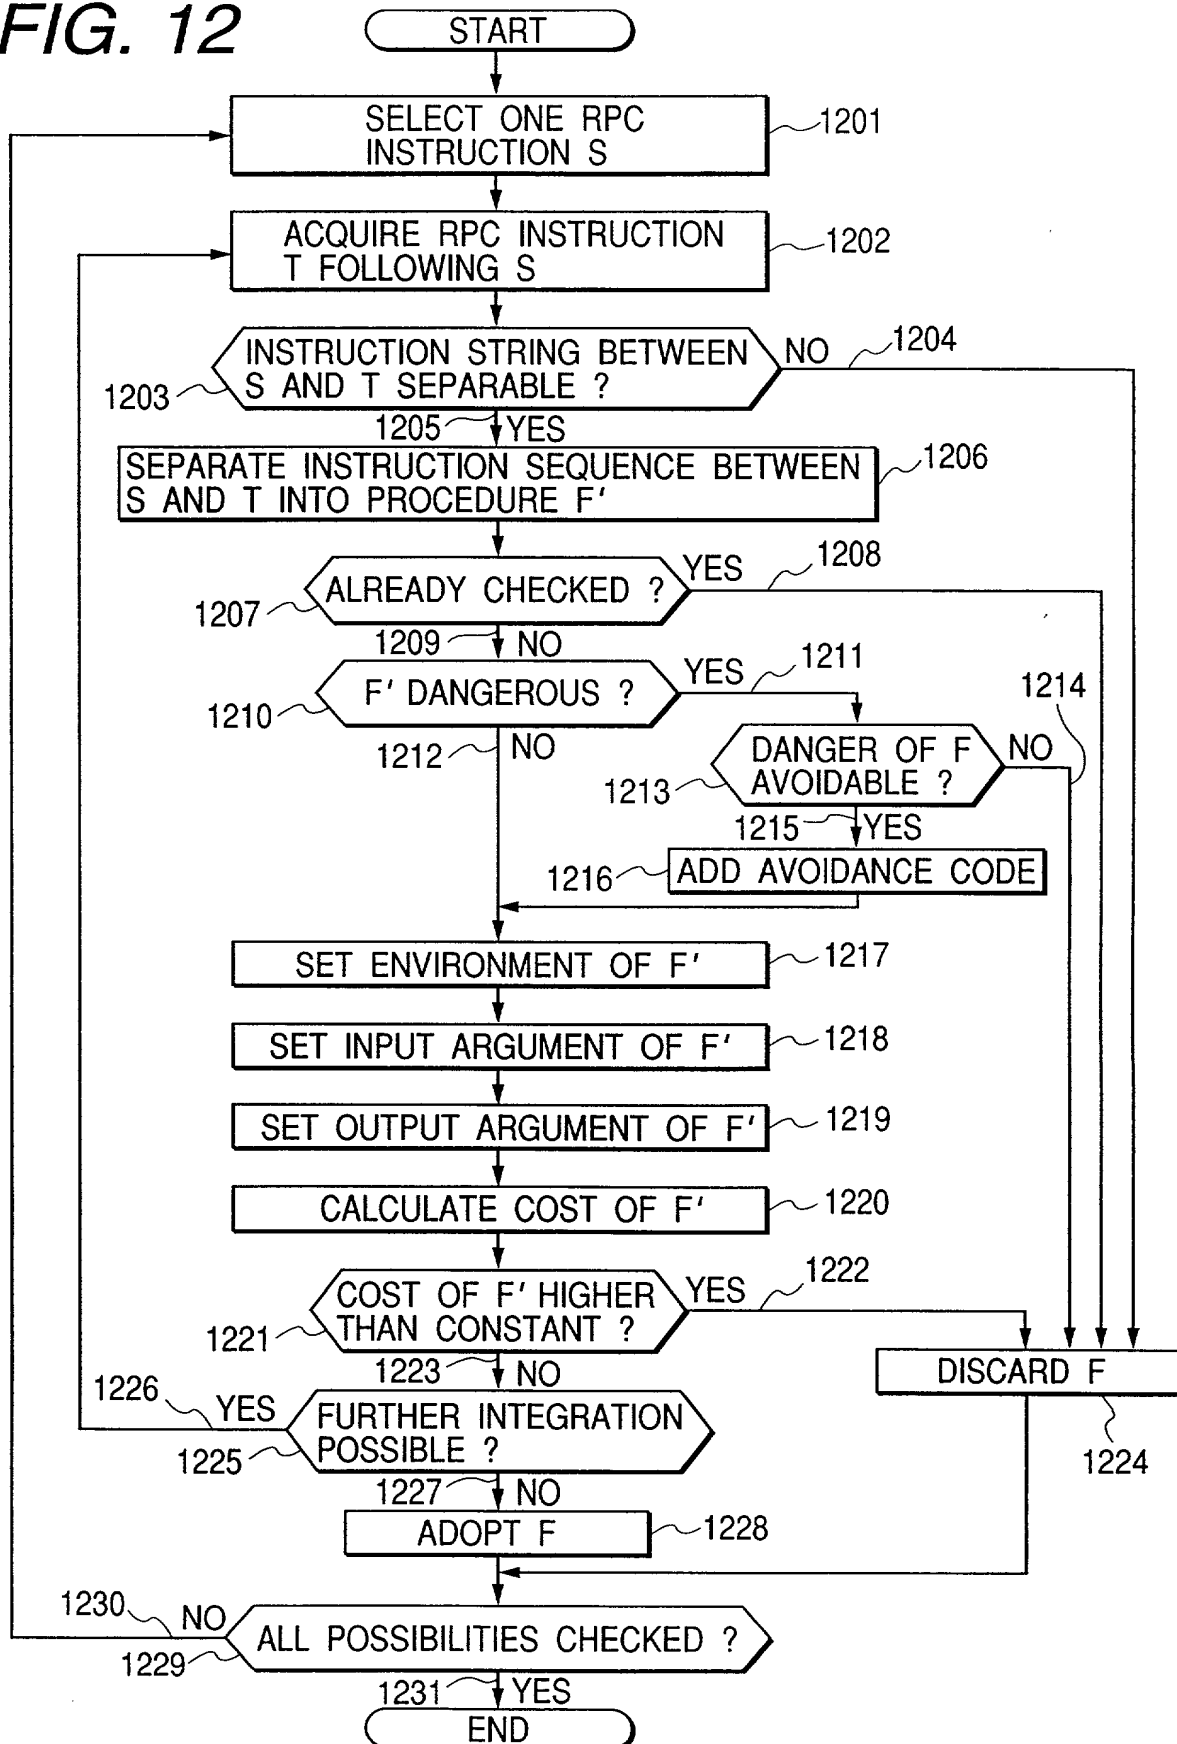 FIG. 12
START
SELECT ONE RPC
INSTRUCTION S
1201
ACQUIRE RPC INSTRUCTION
T FOLLOWING S
1202
INSTRUCTION STRING BETWEEN
S AND T SEPARABLE ?
1203
NO
1204
1205
YES
SEPARATE INSTRUCTION SEQUENCE BETWEEN
S AND T INTO PROCEDURE F'
1206
ALREADY CHECKED ?
1207
YES
1208
1209
NO
F' DANGEROUS ?
1210
YES
1211
1212
NO
DANGER OF F
AVOIDABLE ?
1213
NO
1214
1215
YES
ADD AVOIDANCE CODE
1216
SET ENVIRONMENT OF F'
1217
SET INPUT ARGUMENT OF F'
1218
SET OUTPUT ARGUMENT OF F'
1219
CALCULATE COST OF F'
1220
COST OF F' HIGHER
THAN CONSTANT ?
1221
YES
1222
1223
NO
DISCARD F
1224
FURTHER INTEGRATION
POSSIBLE ?
1225
YES
1226
1227
NO
ADOPT F
1228
ALL POSSIBILITIES CHECKED ?
1229
NO
1230
1231
YES
END